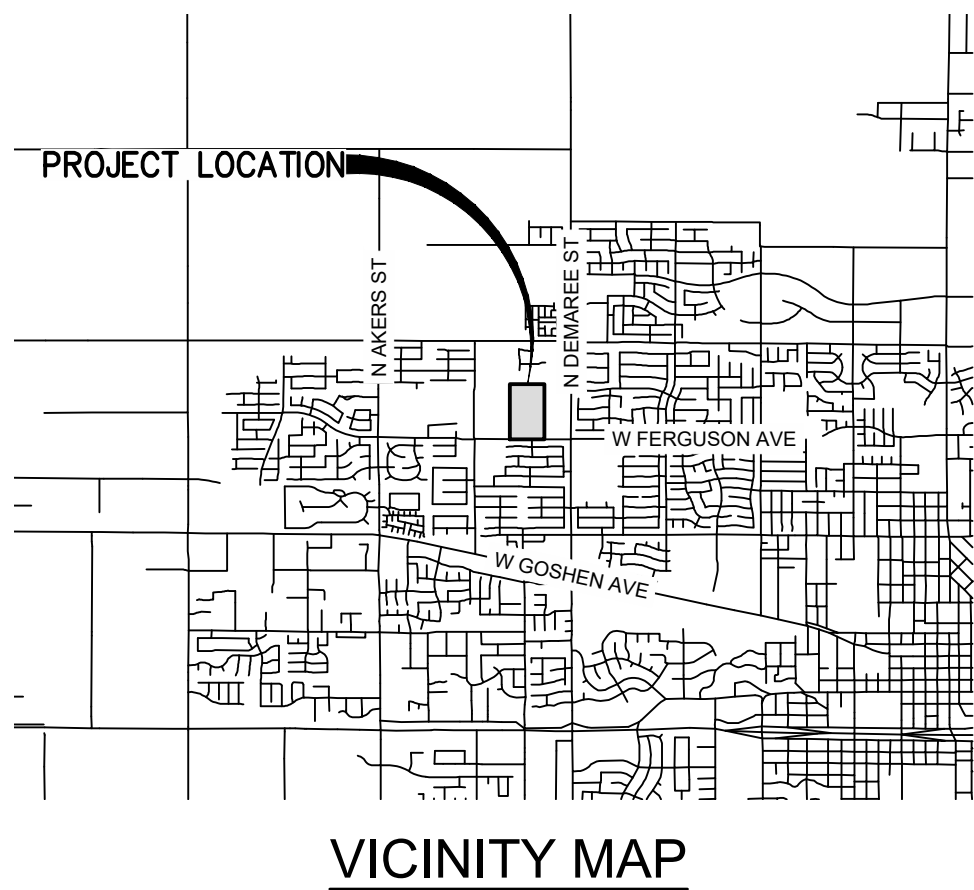 PROJECT LOCATION
N AKERS ST
N DEMAREE ST
W FERGUSON AVE
W GOSHEN AVE
VICINITY MAP